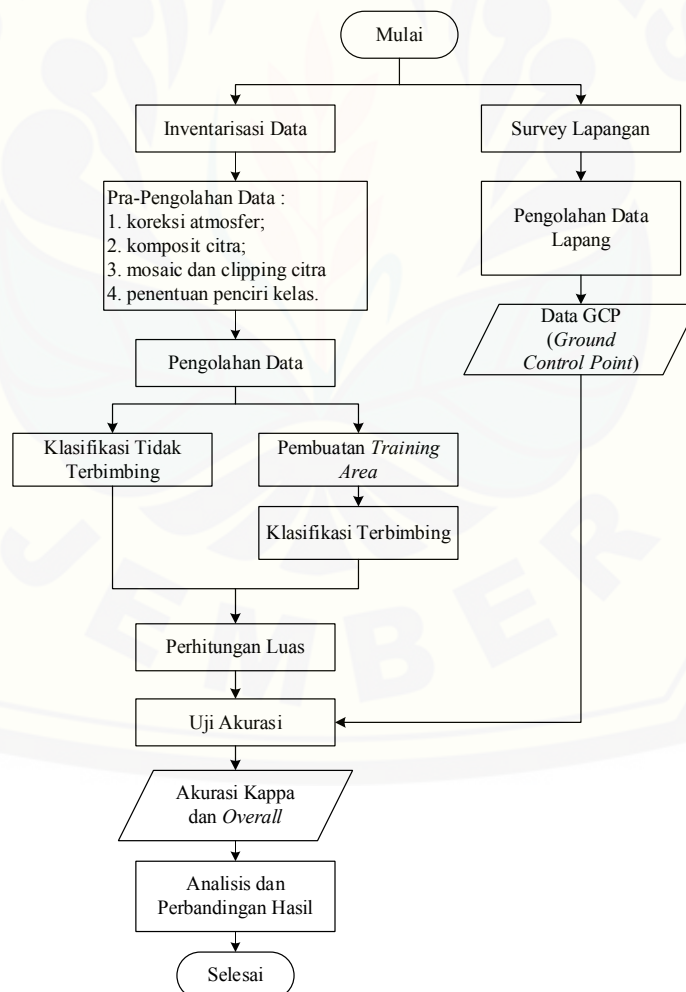 Mulai
Inventarisasi Data
Survey Lapangan
Pra-Pengolahan Data :
1. koreksi atmosfer;
2. komposit citra;
3. mosaic dan clipping citra
4. penentuan penciri kelas.
Pengolahan Data
Lapang
Data GCP
(Ground
Control Point)
Pengolahan Data
Klasifikasi Tidak
Terbimbing
Pembuatan Training
Area
Klasifikasi Terbimbing
Perhitungan Luas
Uji Akurasi
Akurasi Kappa
dan Overall
Analisis dan
Perbandingan Hasil
Selesai
JEMBER